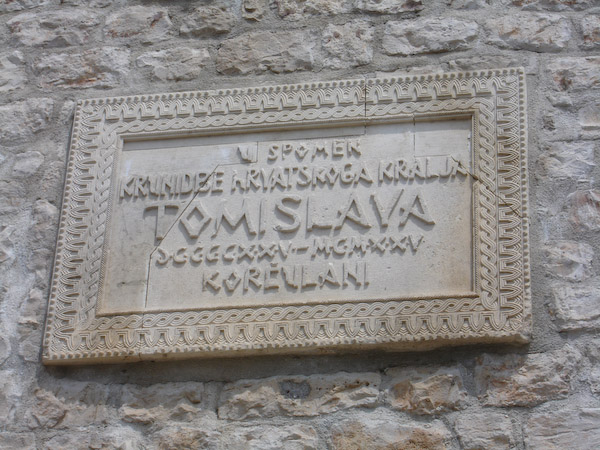 U SPOMEN
KRUNIDBE HRVATSKOGA KRALJA
TOMISLAVA
DCCCCXXV-MCMXXV
KORČULANI